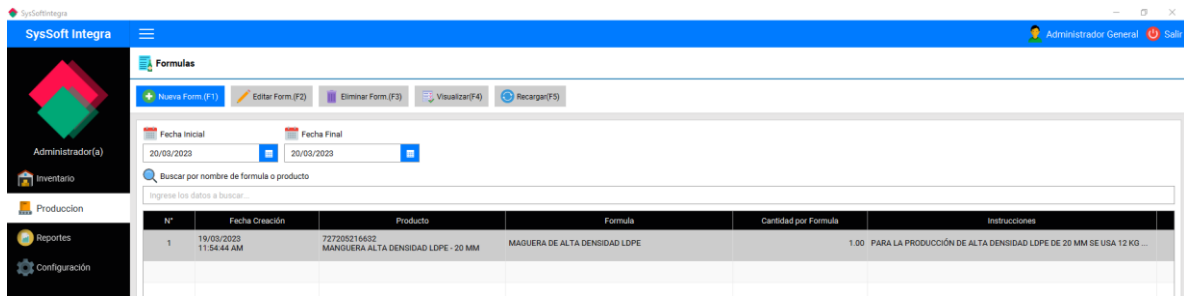 SysSoftIntegra
SysSoft Integra
Administrador General
Salir
Formulas
Nueva Form.(F1)
Editar Form.(F2)
Eliminar Form.(F3)
Visualizar(F4)
Recargar(F5)
Administrador(a)
Inventario
Produccion
Reportes
Configuración
Fecha Inicial
Fecha Final
20/03/2023
20/03/2023
Buscar por nombre de formula o producto
Ingrese los datos a buscar...
N° Fecha Creación Producto Formula Cantidad por Formula Instrucciones
1 19/03/2023 11:54:44 AM 727205216632 MANGUERA ALTA DENSIDAD LDPE - 20 MM MAGUERA DE ALTA DENSIDAD LDPE 1.00 PARA LA PRODUCCIÓN DE ALTA DENSIDAD LDPE DE 20 MM SE USA 12 KG ...